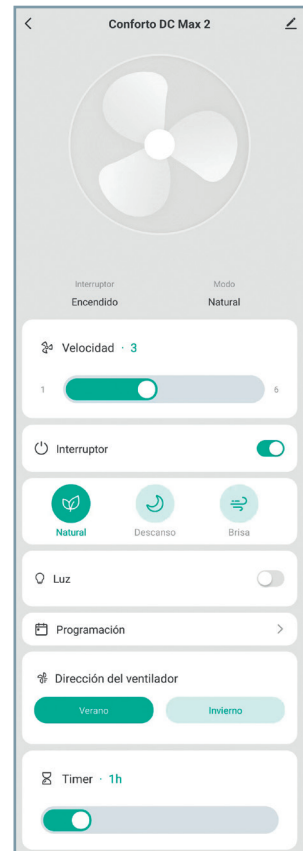 Conforto DC Max 2
Interruptor Modo
Encendido Natural
Velocidad · 3
1 6
Interruptor
Natural Descanso Brisa
Luz
Programación
Dirección del ventilador
Verano Invierno
Timer · 1h